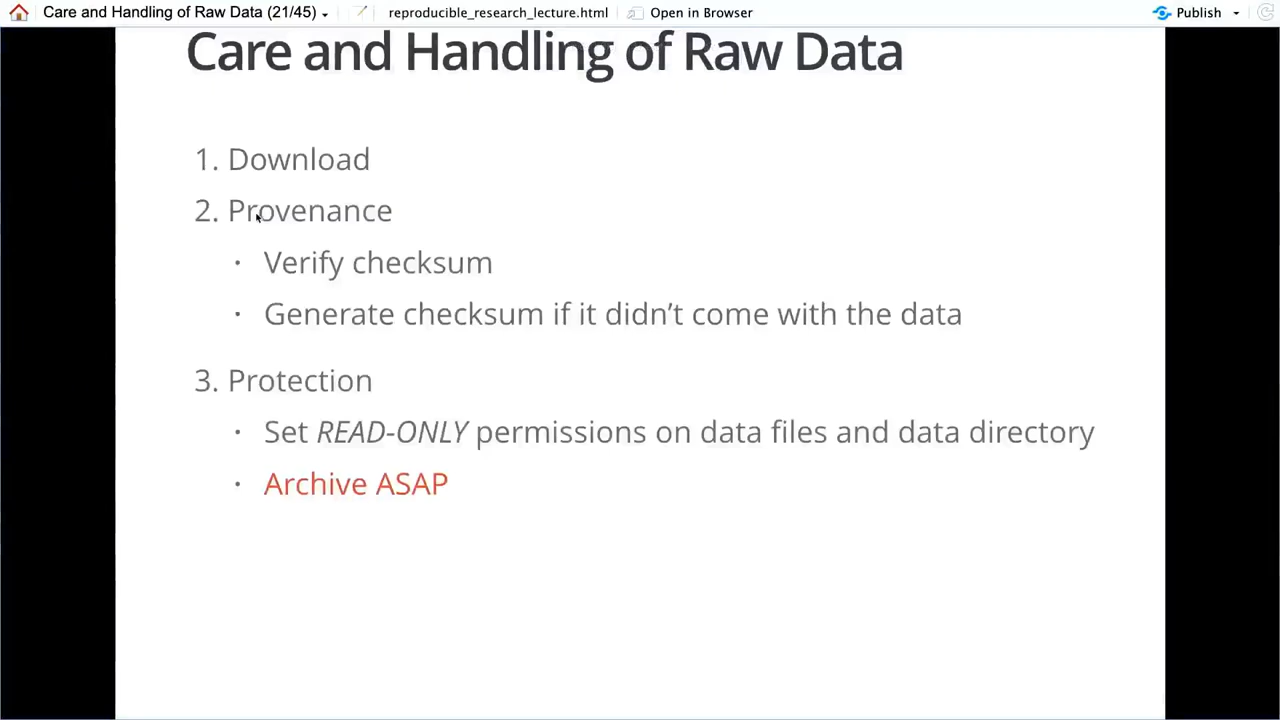 Care and Handling of Raw Data (21/45) reproducible_research_lecture.html Open in Browser Publish
Care and Handling of Raw Data
1. Download
2. Provenance
· Verify checksum
· Generate checksum if it didn’t come with the data
3. Protection
· Set READ-ONLY permissions on data files and data directory
· Archive ASAP